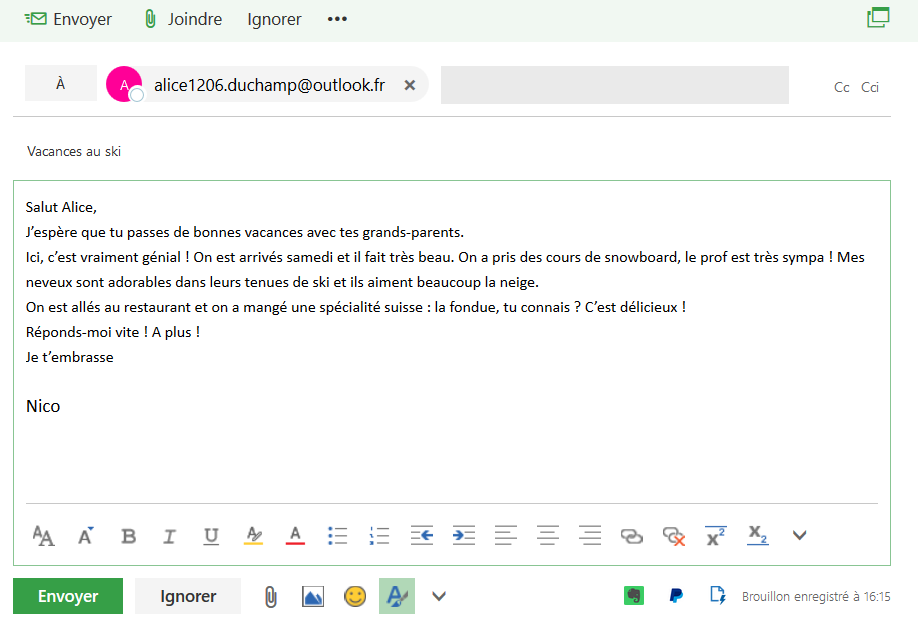 Envoyer Joindre Ignorer •••
À A alice1206.duchamp@outlook.fr Cc Cci
Vacances au ski
Salut Alice,
J’espère que tu passes de bonnes vacances avec tes grands-parents.
Ici, c’est vraiment génial ! On est arrivés samedi et il fait très beau. On a pris des cours de snowboard, le prof est très sympa ! Mes
neveux sont adorables dans leurs tenues de ski et ils aiment beaucoup la neige.
On est allés au restaurant et on a mangé une spécialité suisse : la fondue, tu connais ? C’est délicieux !
Réponds-moi vite ! A plus !
Je t’embrasse
Nico
AA A B I U A A x² x₂
Envoyer Ignorer A Brouillon enregistré à 16:15